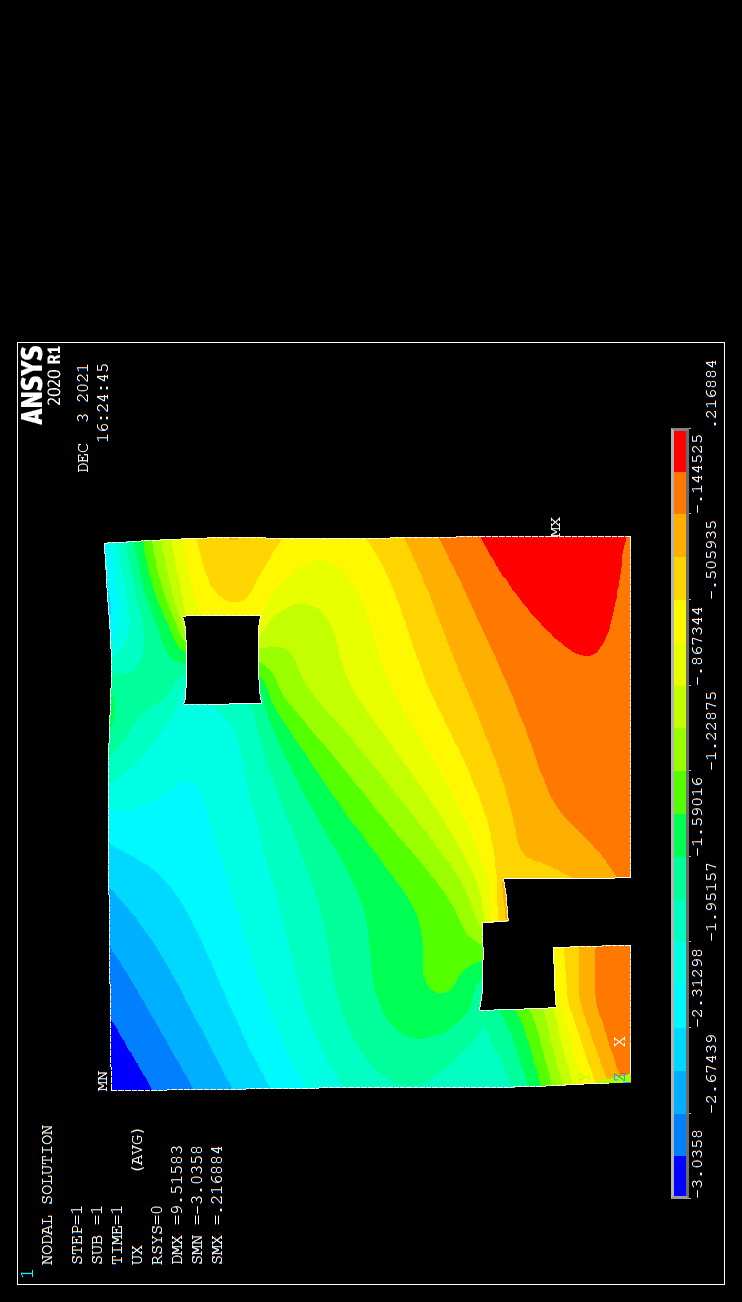 1
NODAL SOLUTION
STEP=1
SUB =1
TIME=1
UX (AVG)
RSYS=0
DMX =9.51583
SMN =-3.0358
SMX =.216884
ANSYS
2020 R1
DEC 3 2021
16:24:45
MN
MX
Y
Z X
-3.0358
-2.67439
-2.31298
-1.95157
-1.59016
-1.22875
-.867344
-.505935
-.144525
.216884